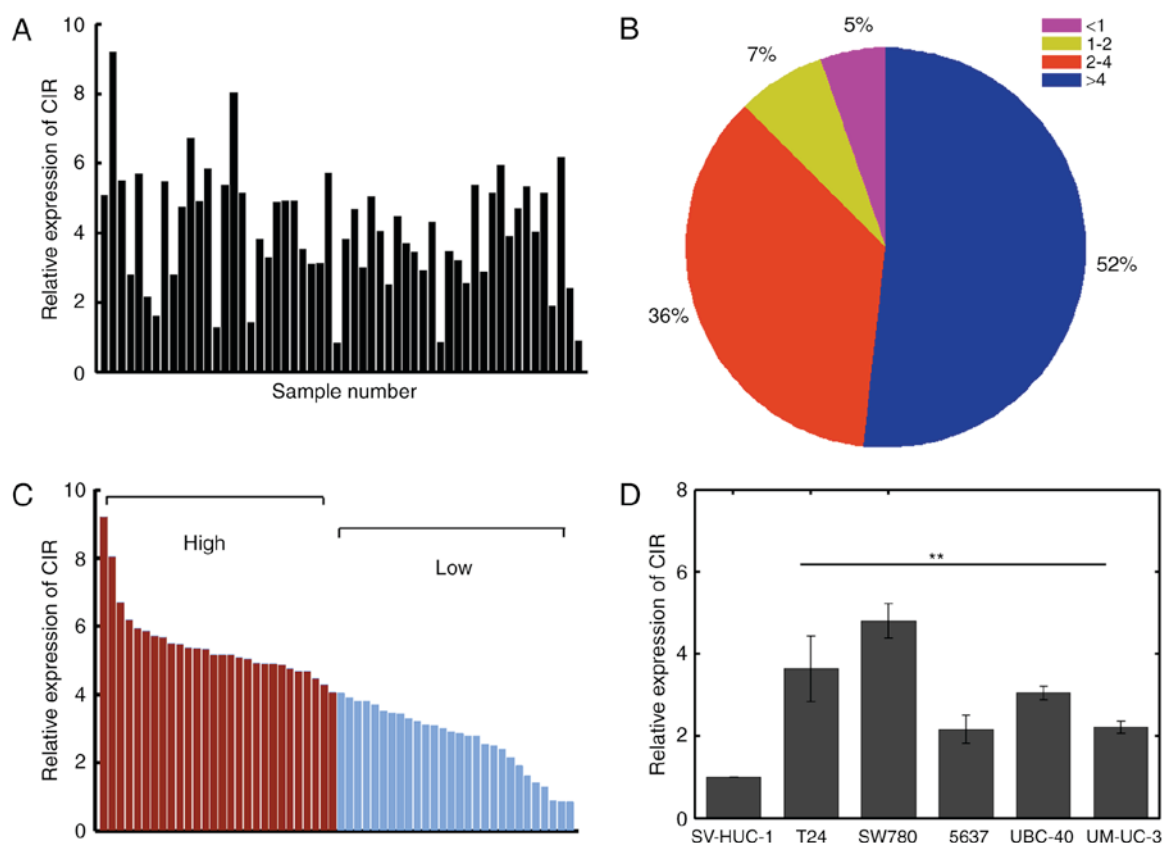 A
Relative expression of CIR
10
8
6
4
2
0
Sample number
B
<1
1-2
2-4
>4
5%
7%
36%
52%
C
Relative expression of CIR
10
8
6
4
2
0
High
Low
D
Relative expression of CIR
8
6
4
2
0
**
SV-HUC-1 T24 SW780 5637 UBC-40 UM-UC-3